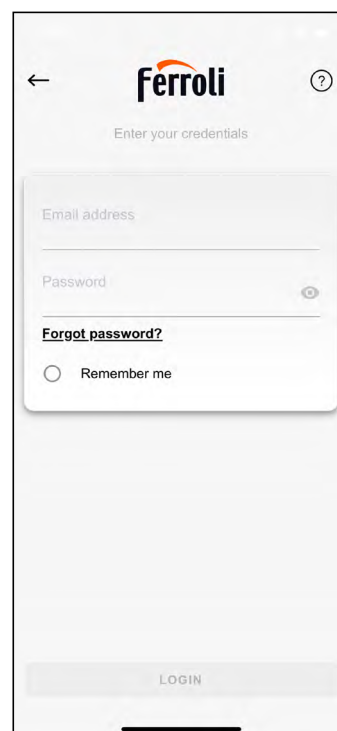 Ferroli
?
Enter your credentials
Email address
Password
Forgot password?
Remember me
LOGIN